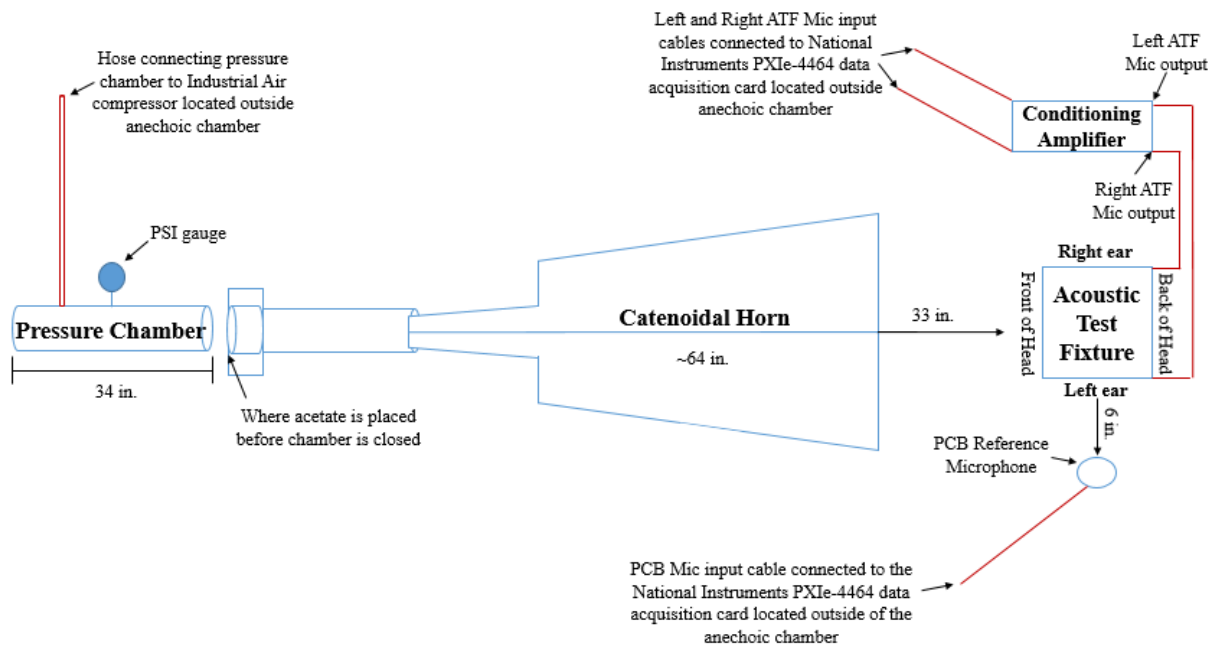 Hose connecting pressure
chamber to Industrial Air
compressor located outside
anechoic chamber
PSI gauge
Pressure Chamber
34 in.
Where acetate is placed
before chamber is closed
Left and Right ATF Mic input
cables connected to National
Instruments PXIe-4464 data
acquisition card located outside
anechoic chamber
Left ATF
Mic output
Conditioning
Amplifier
Right ATF
Mic output
Catenoidal Horn
~64 in.
33 in.
Right ear
Front of Head
Acoustic
Test
Fixture
Back of Head
Left ear
6 in.
PCB Reference
Microphone
PCB Mic input cable connected to the
National Instruments PXIe-4464 data
acquisition card located outside of the
anechoic chamber